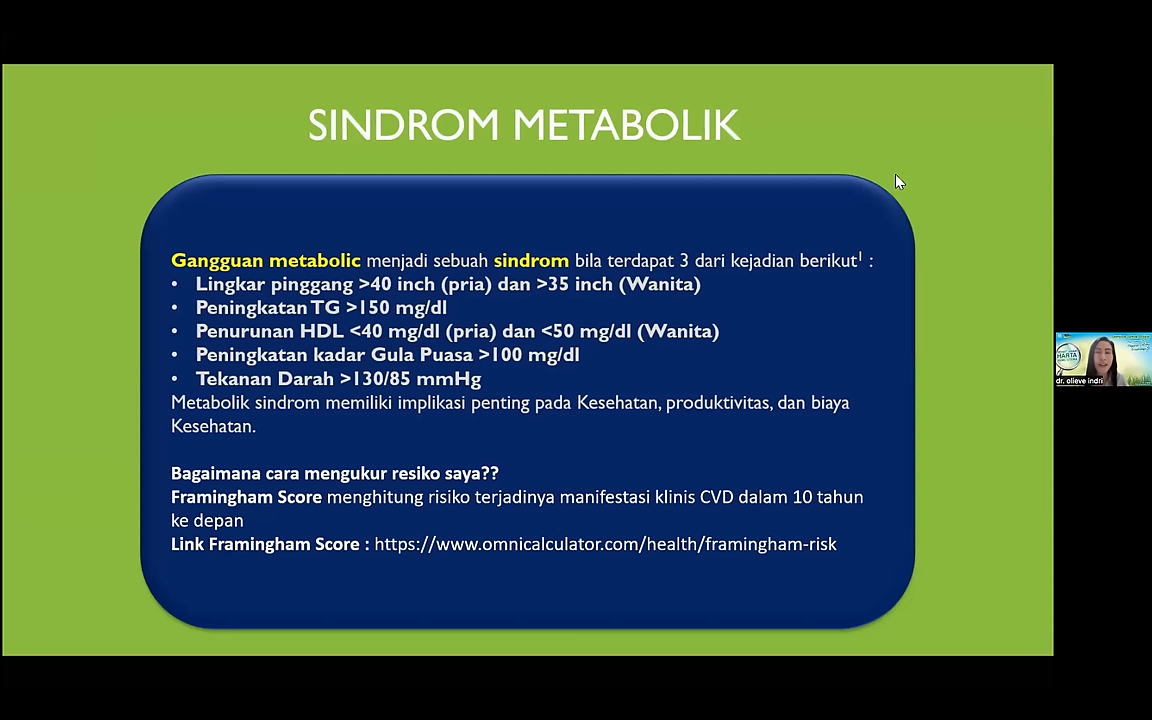 SINDROM METABOLIK
Gangguan metabolic menjadi sebuah sindrom bila terdapat 3 dari kejadian berikut¹ :
• Lingkar pinggang >40 inch (pria) dan >35 inch (Wanita)
• Peningkatan TG >150 mg/dl
• Penurunan HDL <40 mg/dl (pria) dan <50 mg/dl (Wanita)
• Peningkatan kadar Gula Puasa >100 mg/dl
• Tekanan Darah >130/85 mmHg
Metabolik sindrom memiliki implikasi penting pada Kesehatan, produktivitas, dan biaya
Kesehatan.
Bagaimana cara mengukur resiko saya??
Framingham Score menghitung risiko terjadinya manifestasi klinis CVD dalam 10 tahun
ke depan
Link Framingham Score : https://www.omnicalculator.com/health/framingham-risk
HARTA
dr. olieve indri